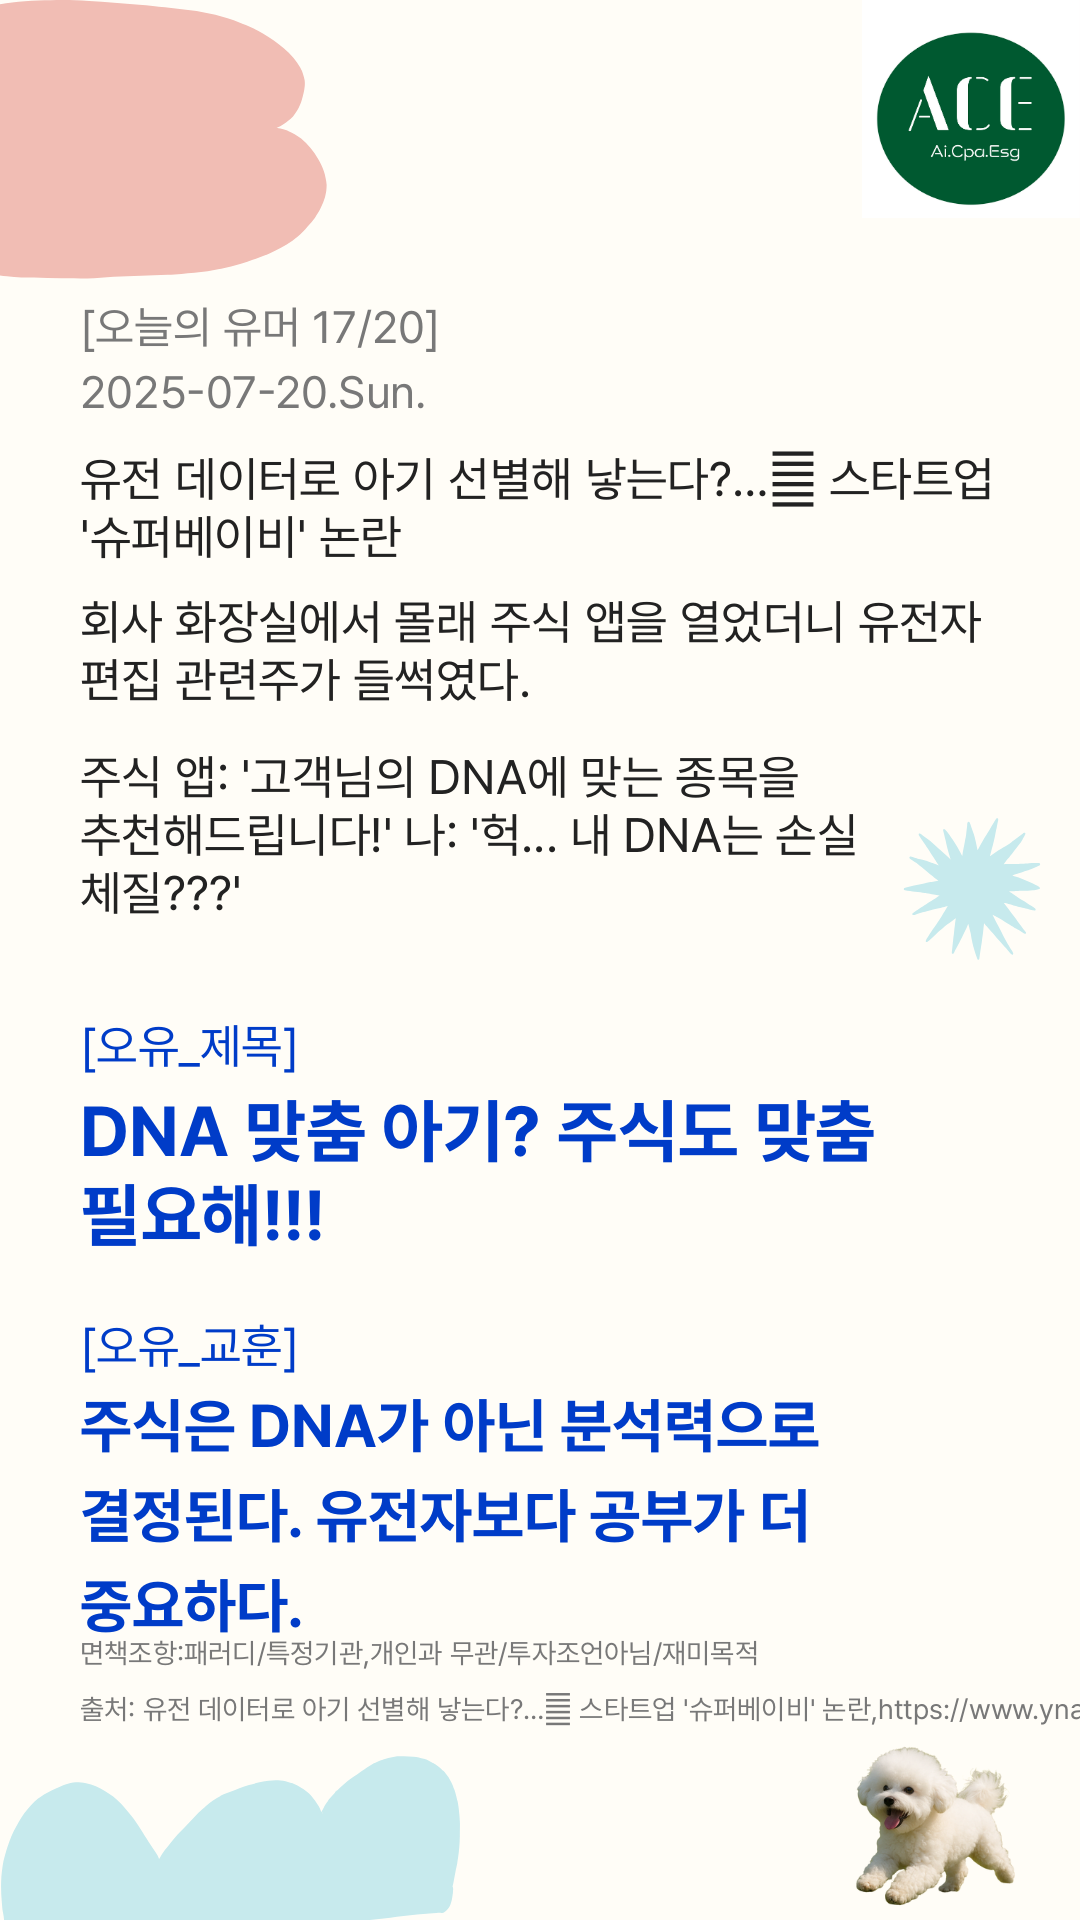 ACE
Ai.Cpa.Esg
[오늘의 유머 17/20]
2025-07-20.Sun.
유전 데이터로 아기 선별해 낳는다?... 스타트업
'슈퍼베이비' 논란
회사 화장실에서 몰래 주식 앱을 열었더니 유전자
편집 관련주가 들썩였다.
주식 앱: '고객님의 DNA에 맞는 종목을
추천해드립니다!' 나: '헉... 내 DNA는 손실
체질???'
[오유_제목]
DNA 맞춤 아기? 주식도 맞춤
필요해!!!
[오유_교훈]
주식은 DNA가 아닌 분석력으로
결정된다. 유전자보다 공부가 더
중요하다.
면책조항:패러디/특정기관,개인과 무관/투자조언아님/재미목적
출처: 유전 데이터로 아기 선별해 낳는다?... 스타트업 '슈퍼베이비' 논란,https://www.yna